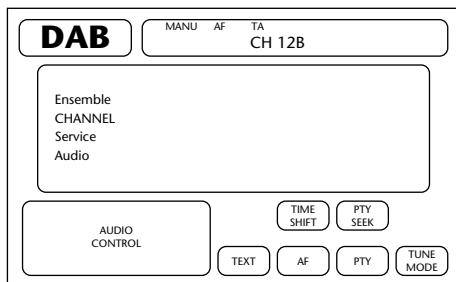 DAB
MANU AF TA
CH 12B
Ensemble
CHANNEL
Service
Audio
AUDIO
CONTROL
TIME
SHIFT
PTY
SEEK
TEXT
AF
PTY
TUNE
MODE